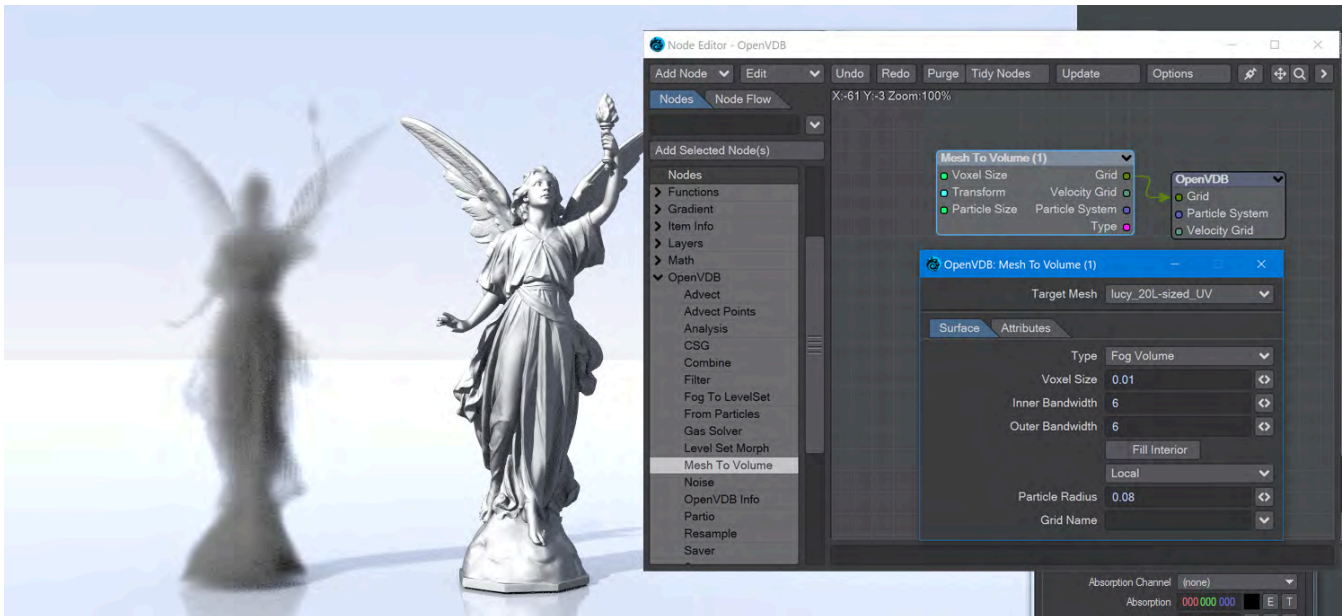 Node Editor - OpenVDB
Add Node Edit Undo Redo Purge Tidy Nodes Update Options
Nodes Node Flow
X:-61 Y:-3 Zoom:100%
Add Selected Node(s)
Nodes
Functions
Gradient
Item Info
Layers
Math
OpenVDB
Advect
Advect Points
Analysis
CSG
Combine
Filter
Fog To LevelSet
From Particles
Gas Solver
Level Set Morph
Mesh To Volume
Noise
OpenVDB Info
Partio
Resample
Saver
Mesh To Volume (1)
Voxel Size Grid
Transform Velocity Grid
Particle Size Particle System
Type
OpenVDB
Grid
Particle System
Velocity Grid
OpenVDB: Mesh To Volume (1)
Target Mesh lucy_20L-sized_UV
Surface Attributes
Type Fog Volume
Voxel Size 0.01
Inner Bandwidth 6
Outer Bandwidth 6
Fill Interior
Local
Particle Radius 0.08
Grid Name
Absorption Channel (none)
Absorption 000 000 000 E T